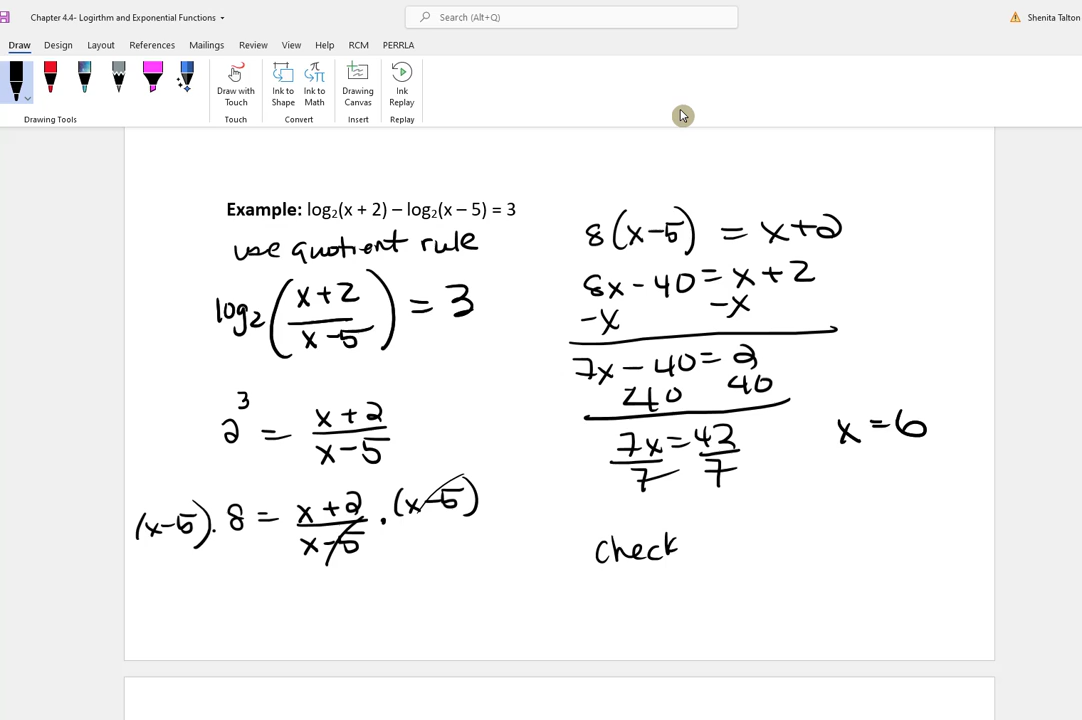 Chapter 4.4- Logirthm and Exponential Functions
Search (Alt+Q)
Shenita Talton
Draw Design Layout References Mailings Review View Help RCM PERRLA
Draw with Touch
Ink to Shape
Ink to Math
Drawing Canvas
Ink Replay
Drawing Tools Touch Convert Insert Replay
Example: log₂(x + 2) – log₂(x – 5) = 3
use quotient rule
log₂((x+2)/(x-5)) = 3
2³ = (x+2)/(x-5)
(x-5)·8 = (x+2)/(x-5)·(x-5)
8(x-5) = x+2
8x-40=x+2
-x -x
7x-40=2
+40 40
7x=42
7 7
x=6
check